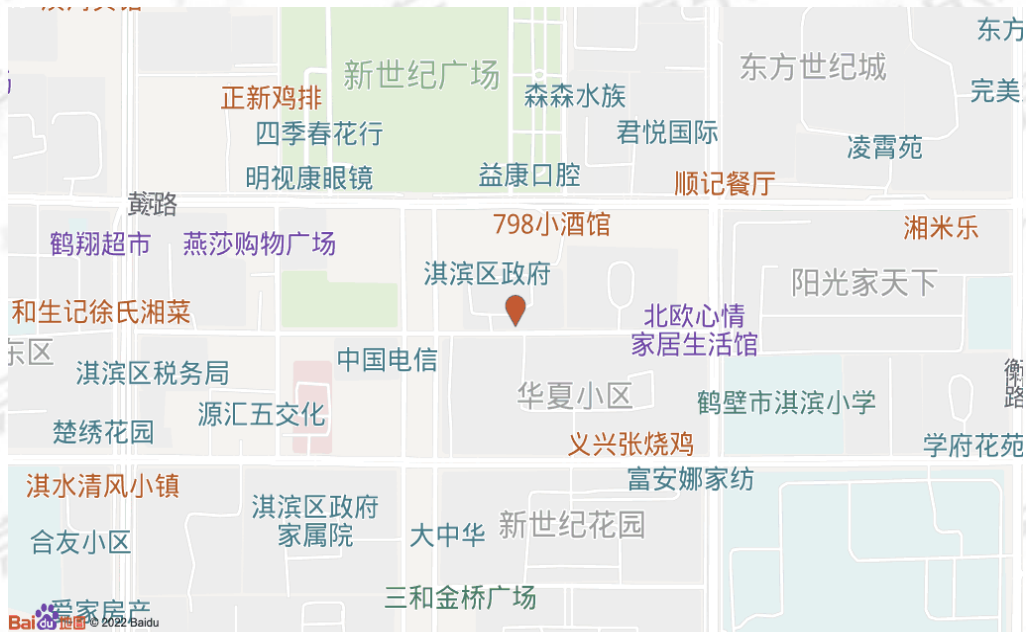 东方
新世纪广场
东方世纪城
正新鸡排
森森水族
完美
四季春花行
君悦国际
凌霄苑
明视康眼镜
益康口腔
顺记餐厅
798小酒馆
湘米乐
鹤翔超市
燕莎购物广场
淇滨区政府
阳光家天下
和生记徐氏湘菜
北欧心情
家居生活馆
东区
中国电信
淇滨区税务局
华夏小区
鹤壁市淇滨小学
衡
路
源汇五交化
楚绣花园
义兴张烧鸡
学府花苑
淇水清风小镇
富安娜家纺
淇滨区政府
家属院
新世纪花园
合友小区
大中华
三和金桥广场
爱家房产
Bai du 地图 © 2022 Baidu